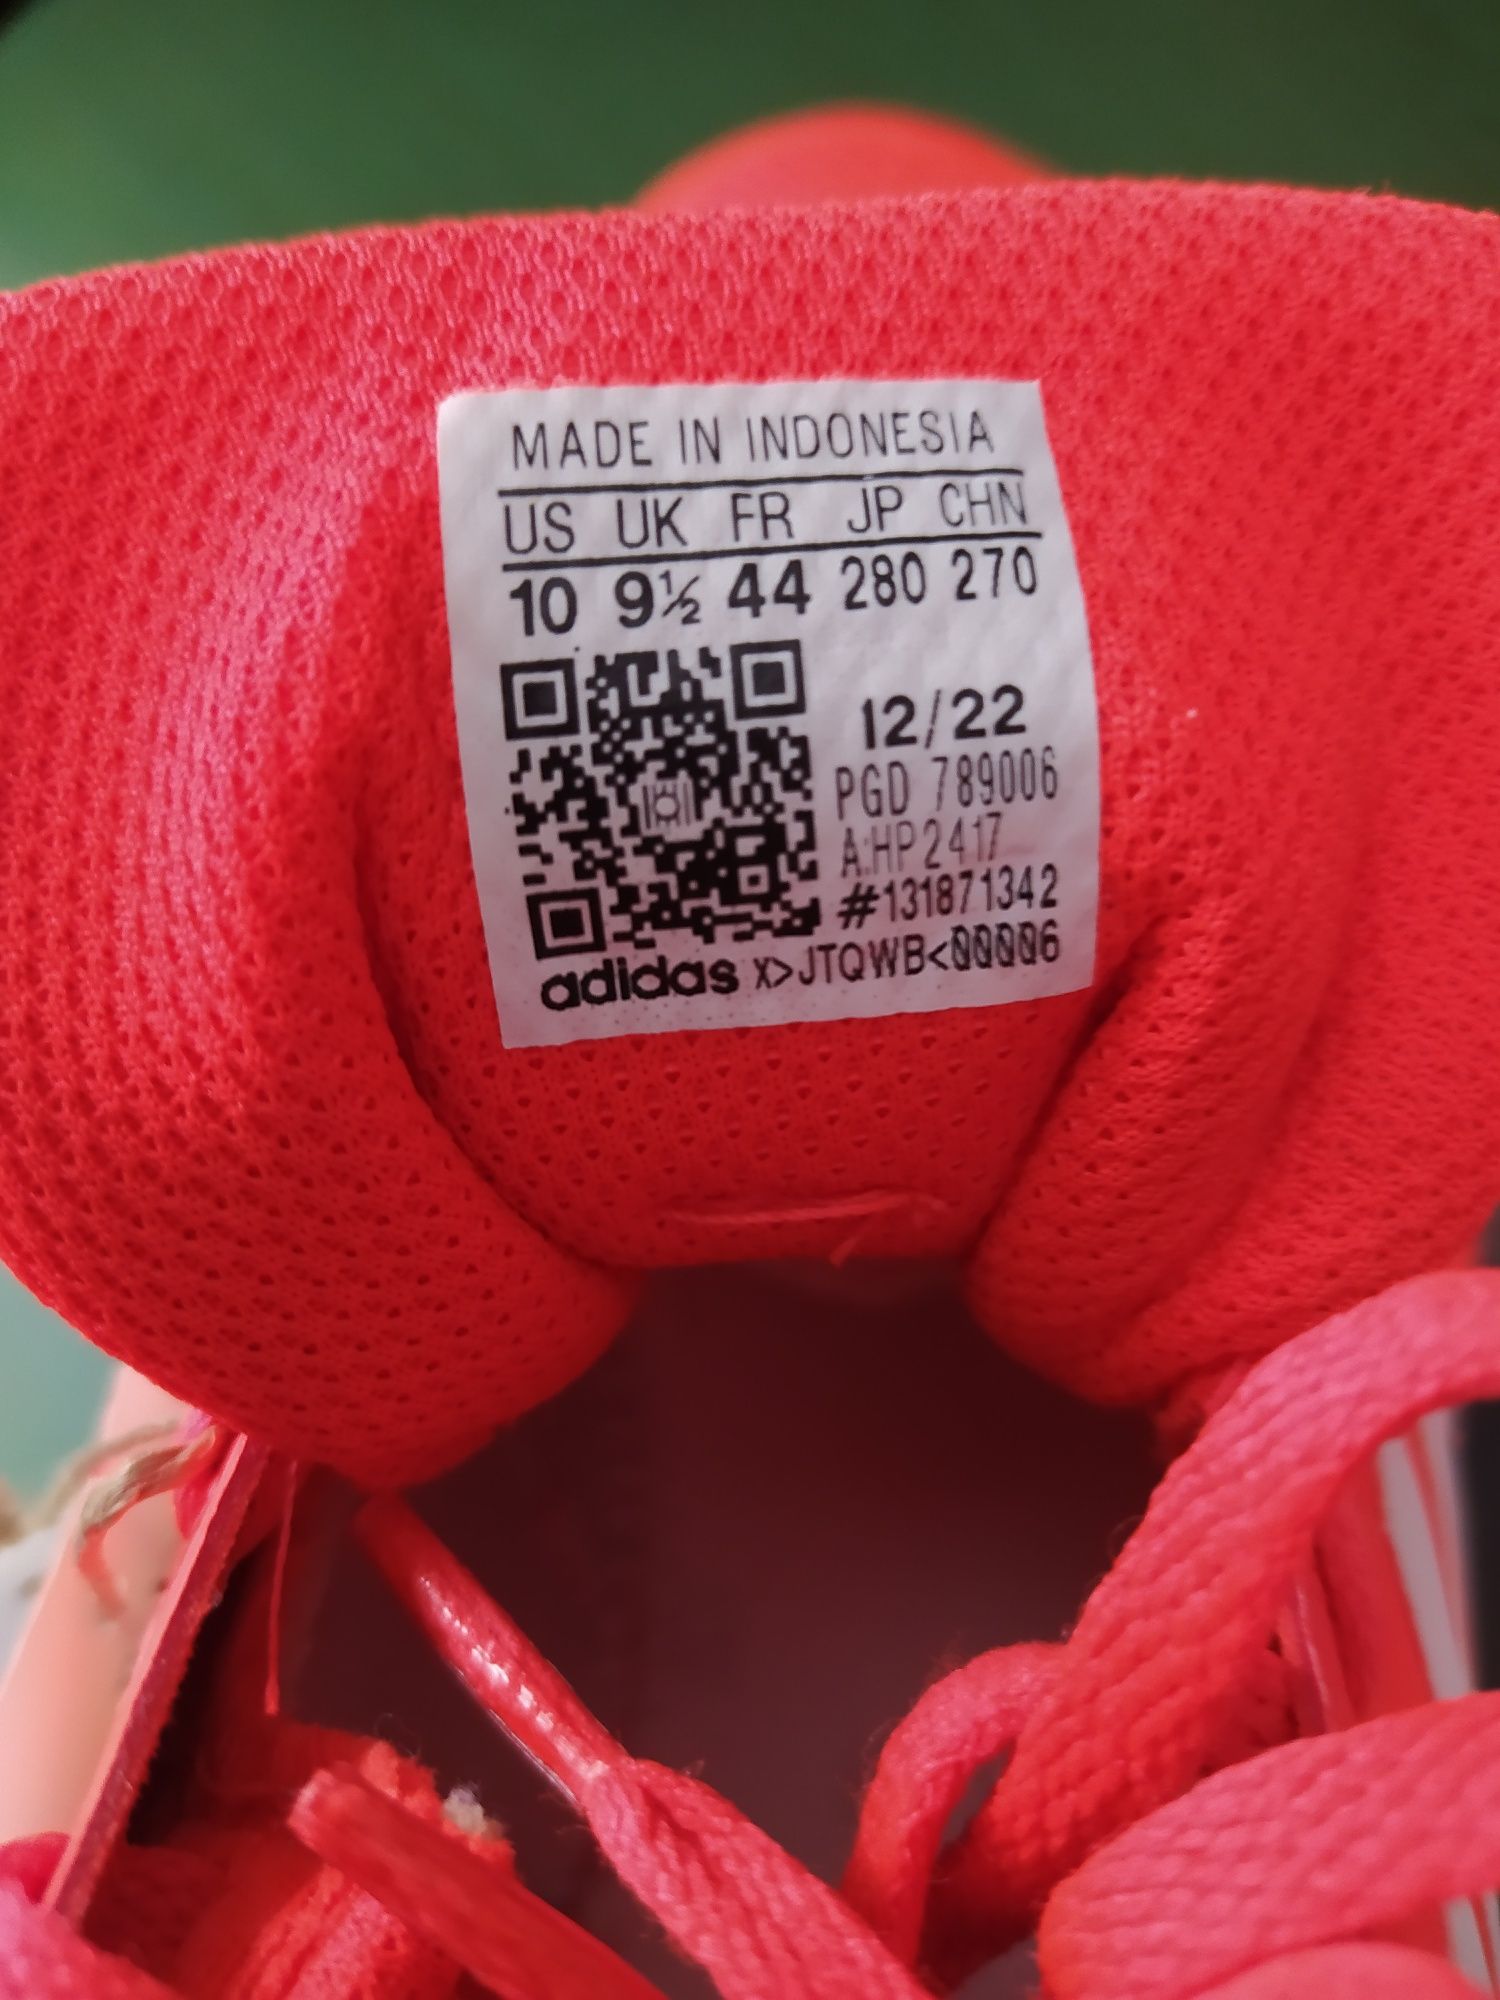 MADE IN INDONESIA
US UK FR JP CHN
10 9½ 44 280 270
12/22
PGD 789006
A:HP2417
#131871342
adidas X>JTQWB<00006